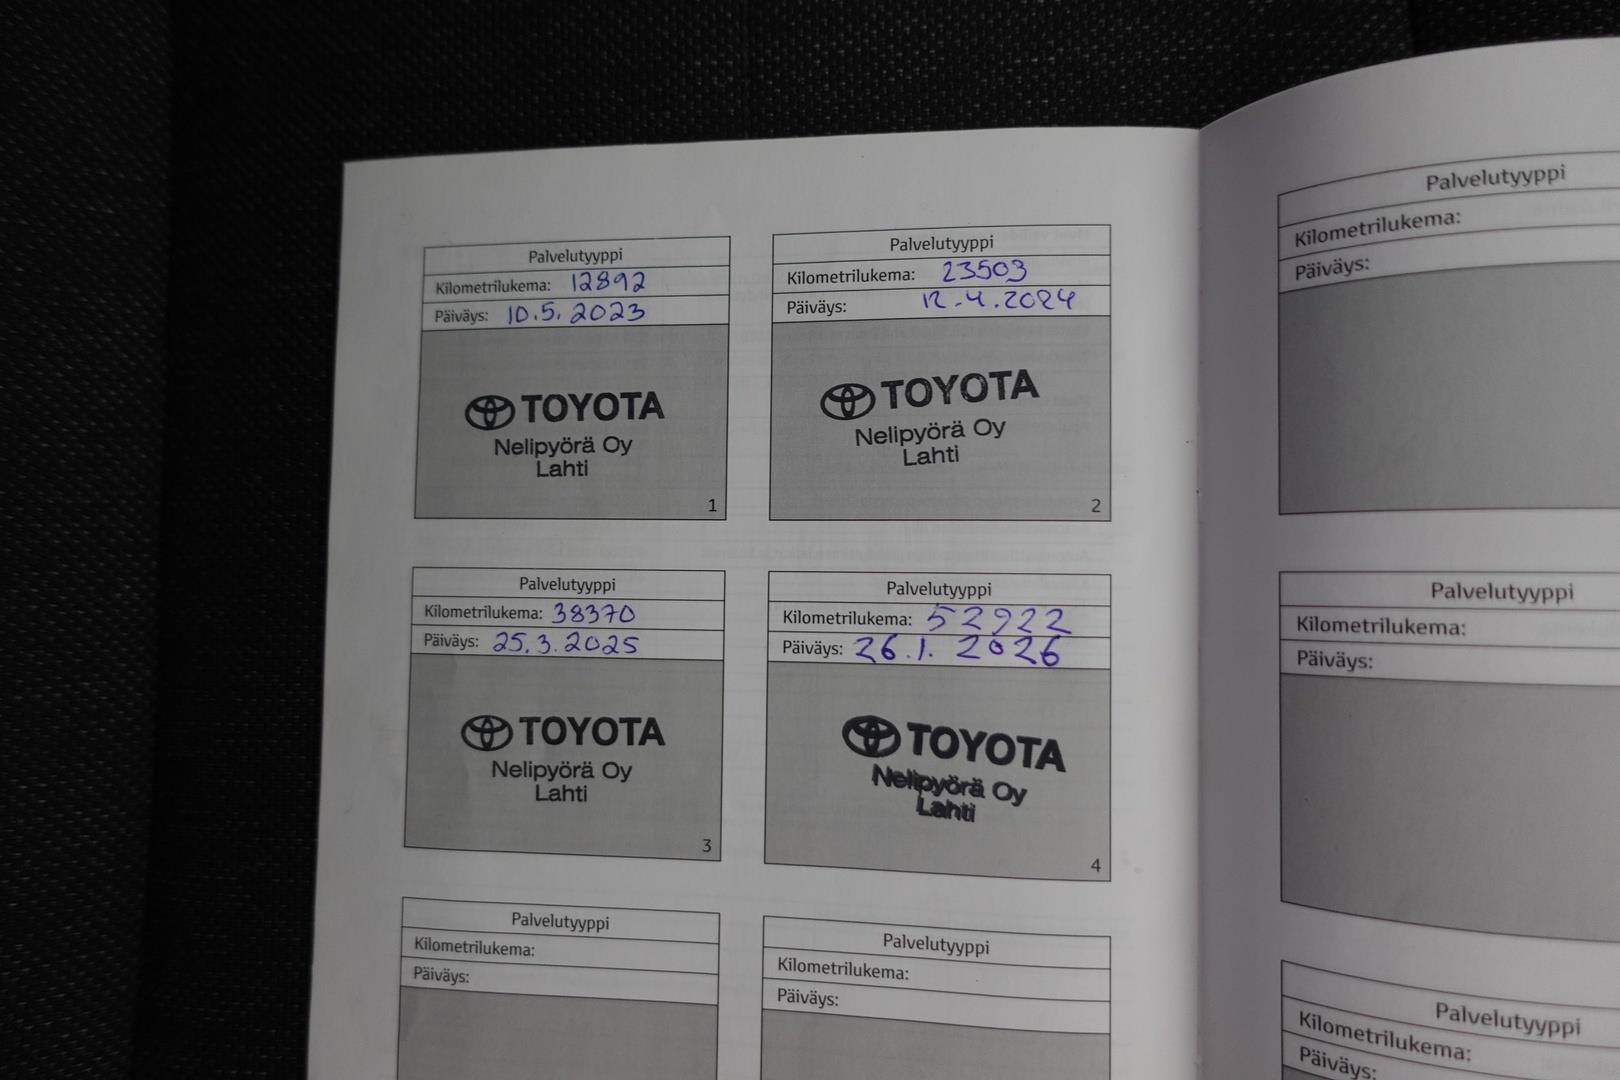 Palvelutyyppi
Kilometrilukema: 12892
Päiväys: 10.5.2023
TOYOTA
Nelipyörä Oy
Lahti
1
Palvelutyyppi
Kilometrilukema: 23503
Päiväys: 12.4.2024
TOYOTA
Nelipyörä Oy
Lahti
2
Palvelutyyppi
Kilometrilukema: 38370
Päiväys: 25.3.2025
TOYOTA
Nelipyörä Oy
Lahti
3
Palvelutyyppi
Kilometrilukema: 52922
Päiväys: 26.1.2026
TOYOTA
Nelipyörä Oy
Lahti
4
Palvelutyyppi
Kilometrilukema:
Päiväys:
Palvelutyyppi
Kilometrilukema:
Päiväys:
Palvelutyyppi
Kilometrilukema:
Päiväys:
Palvelutyyppi
Kilometrilukema:
Päiväys:
Palvelutyyppi
Kilometrilukema:
Päiväys: